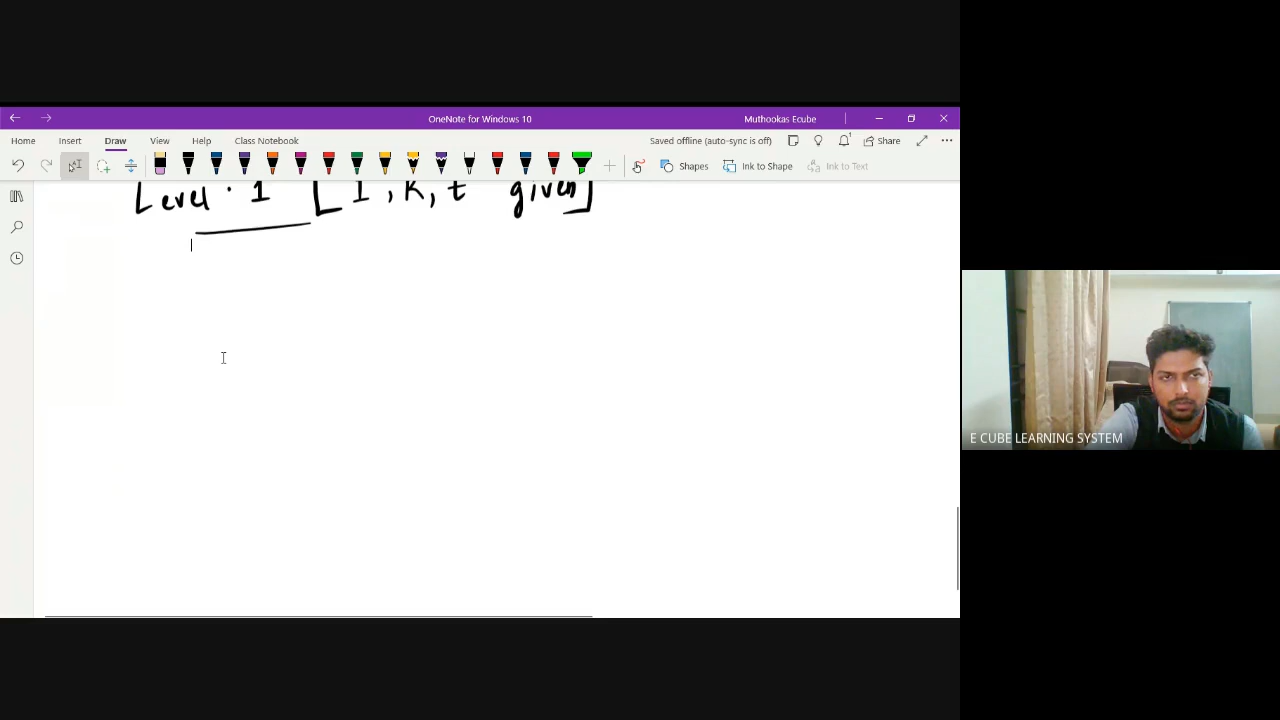 OneNote for Windows 10
Muthookas Ecube
Home Insert Draw View Help Class Notebook
Saved offline (auto-sync is off) Share
Shapes Ink to Shape Ink to Text
Level · 1 [ I, K, t given]
E CUBE LEARNING SYSTEM